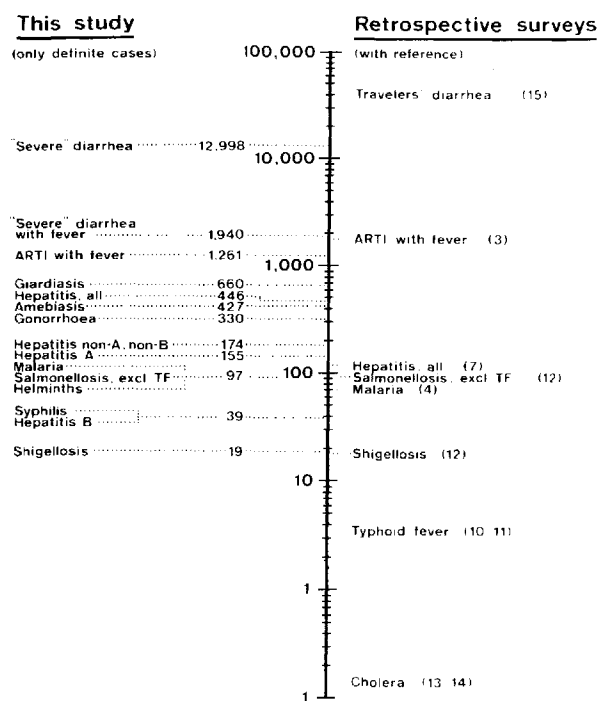 This study
(only definite cases)
"Severe" diarrhea 12,998
"Severe" diarrhea
with fever 1,940
ARTI with fever 1,261
Giardiasis 660
Hepatitis, all 446
Amebiasis 427
Gonorrhoea 330
Hepatitis non-A, non-B 174
Hepatitis A 155
Malaria
Salmonellosis, excl TF 97
Helminths
Syphilis
Hepatitis B 39
Shigellosis 19
100,000
10,000
1,000
100
10
1
1
Retrospective surveys
(with reference)
Travelers' diarrhea (15)
ARTI with fever (3)
Hepatitis, all (7)
Salmonellosis, excl TF (12)
Malaria (4)
Shigellosis (12)
Typhoid fever (10 11)
Cholera (13 14)